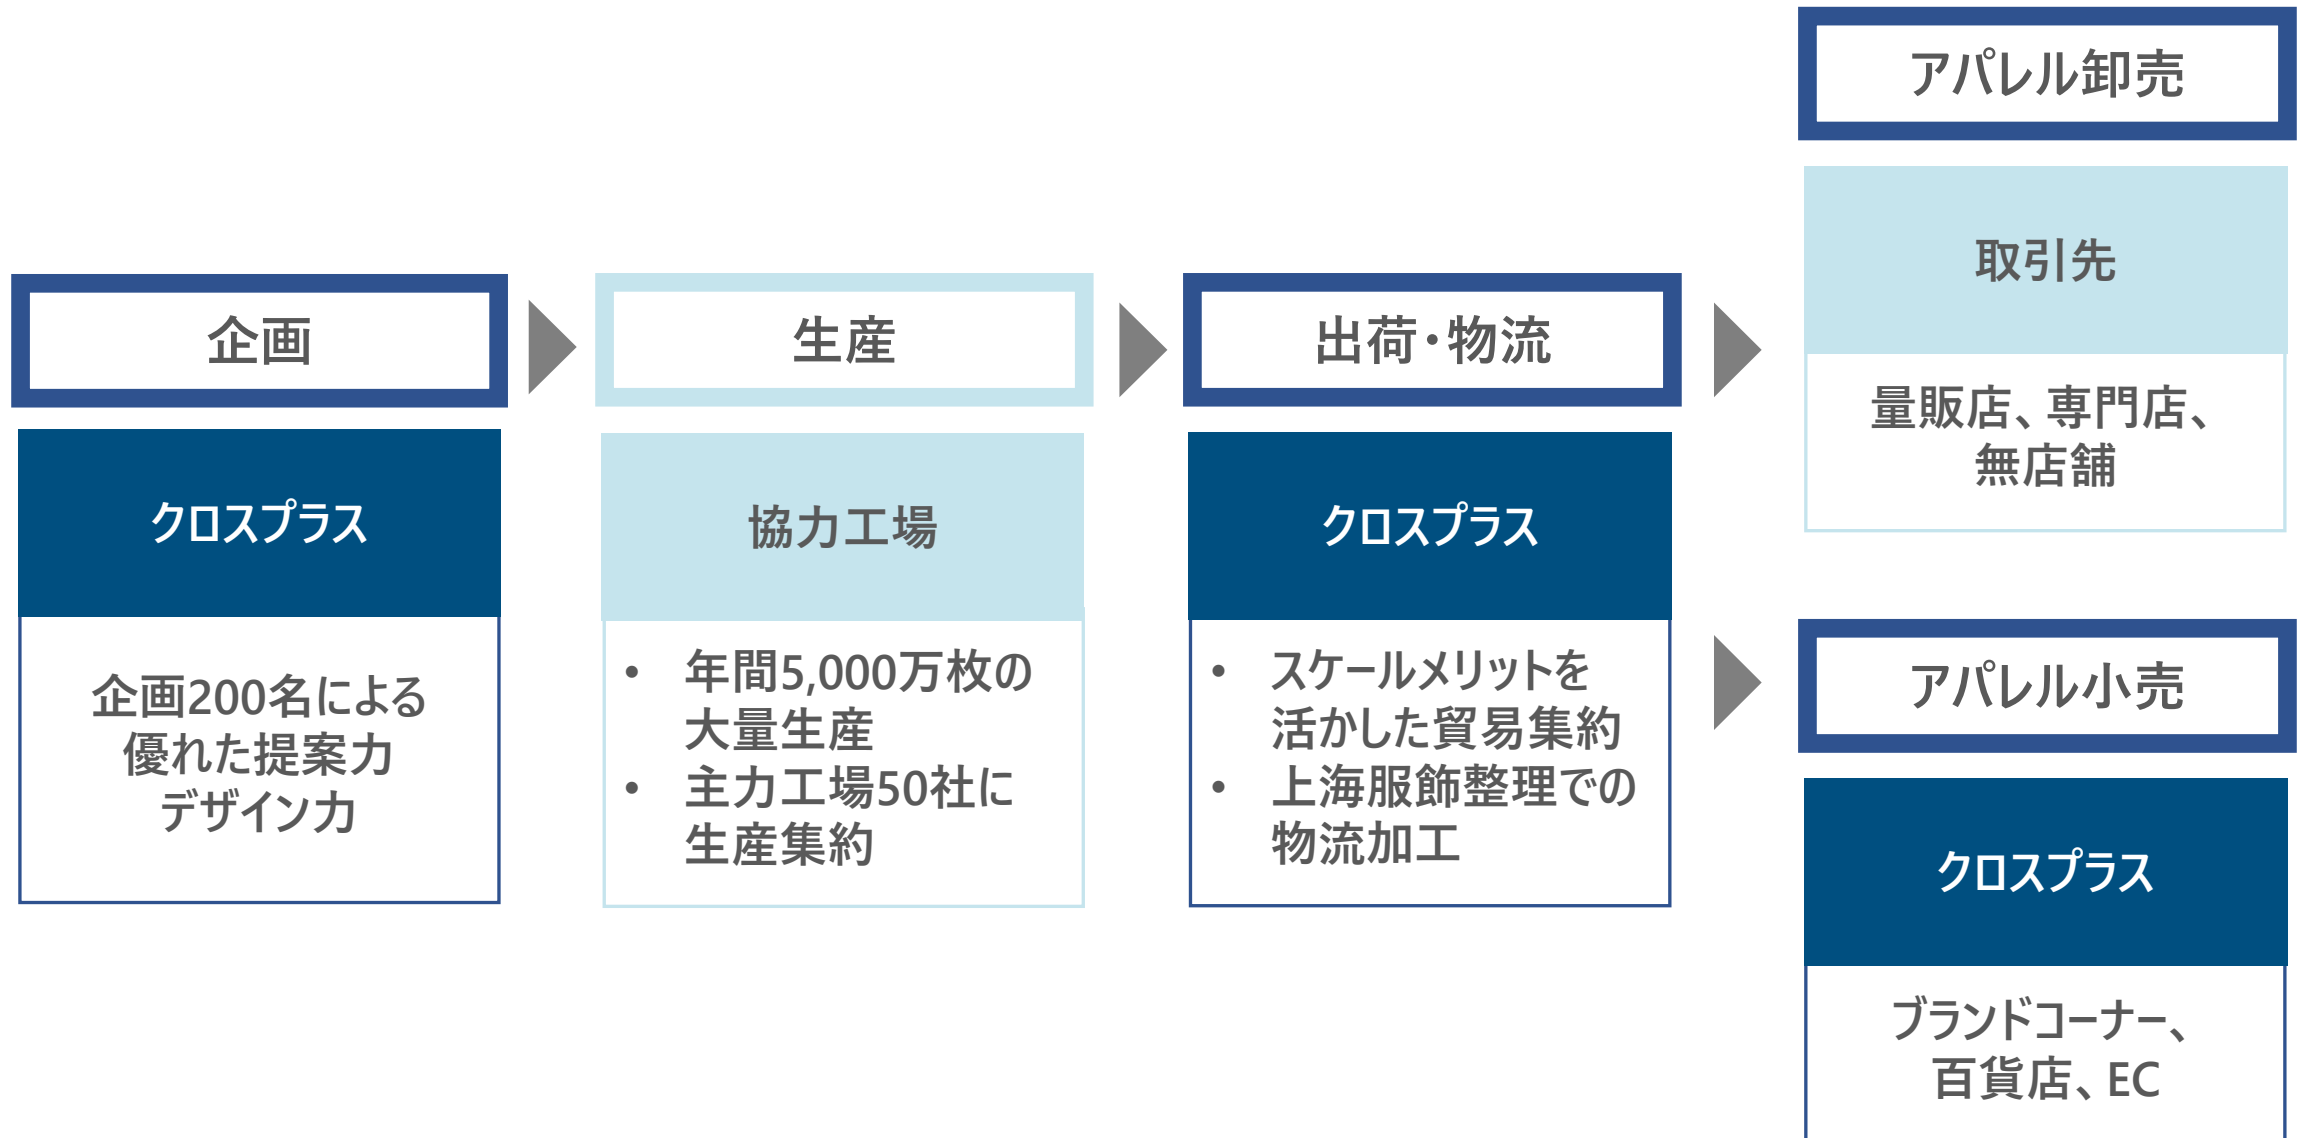 企画
クロスプラス
企画200名による
優れた提案力
デザイン力
生産
協力工場
• 年間5,000万枚の
大量生産
• 主力工場50社に
生産集約
出荷・物流
クロスプラス
• スケールメリットを
活かした貿易集約
• 上海服飾整理での
物流加工
アパレル卸売
取引先
量販店、専門店、
無店舗
アパレル小売
クロスプラス
ブランドコーナー、
百貨店、EC